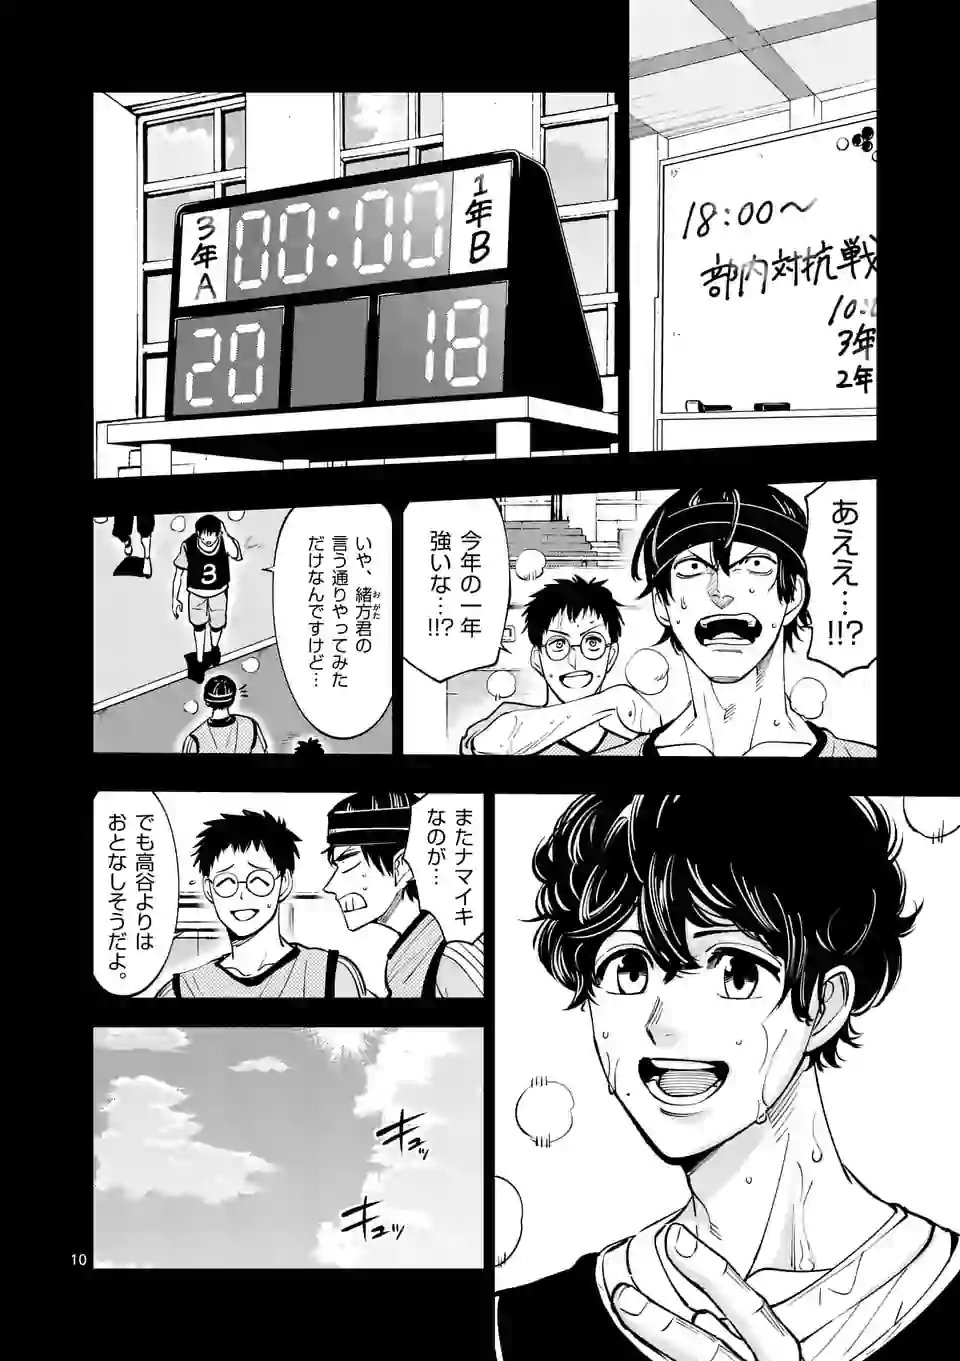 18:00～
部内対抗戦
10:
3年
2年
3年A
00:00
1年B
20
18
あええ…!!?
今年の一年
強いな…!!?
いや、緒方君の
おがた
言う通りやってみた
だけなんですけど…
またナマイキ
なのが…
でも高谷よりは
おとなしそうだよ。
キュッ
キュッ
10